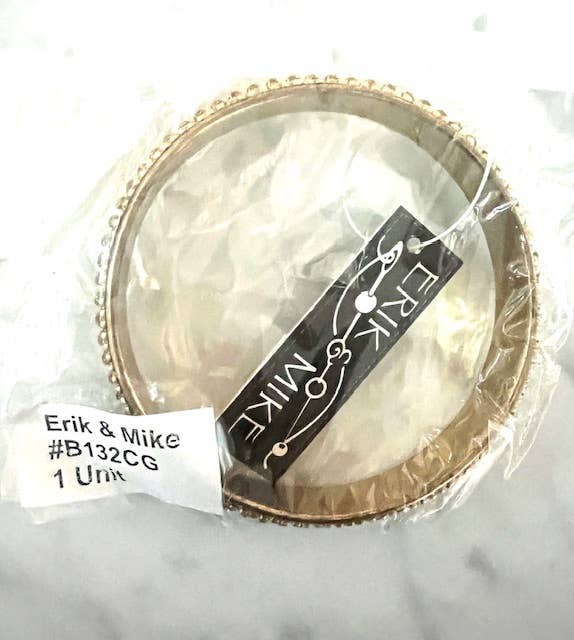 Erik & Mike
#B132CG
1 Unit
ERIK
&
MIKE